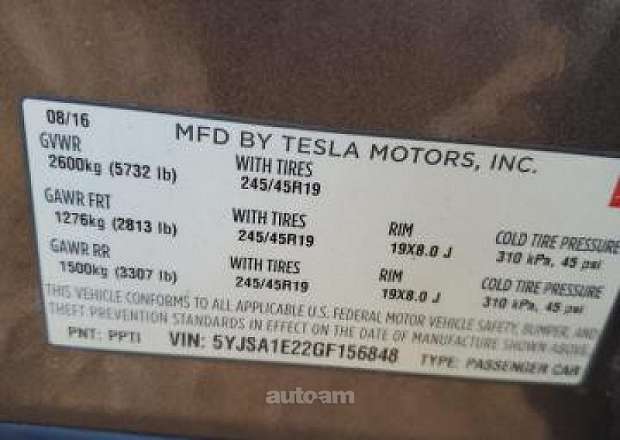 08/16
MFD BY TESLA MOTORS, INC.
GVWR
2600kg (5732 lb)
WITH TIRES
245/45R19
GAWR FRT
1276kg (2813 lb)
WITH TIRES
245/45R19
RIM
19X8.0 J
COLD TIRE PRESSURE
310 kPa, 45 psi
GAWR RR
1500kg (3307 lb)
WITH TIRES
245/45R19
RIM
19X8.0 J
COLD TIRE PRESSURE
310 kPa, 45 psi
THIS VEHICLE CONFORMS TO ALL APPLICABLE U.S. FEDERAL MOTOR VEHICLE SAFETY, BUMPER, AND
THEFT PREVENTION STANDARDS IN EFFECT ON THE DATE OF MANUFACTURE SHOWN ABOVE.
PNT: PPTI VIN: 5YJSA1E22GF156848 TYPE: PASSENGER CAR
auto.am